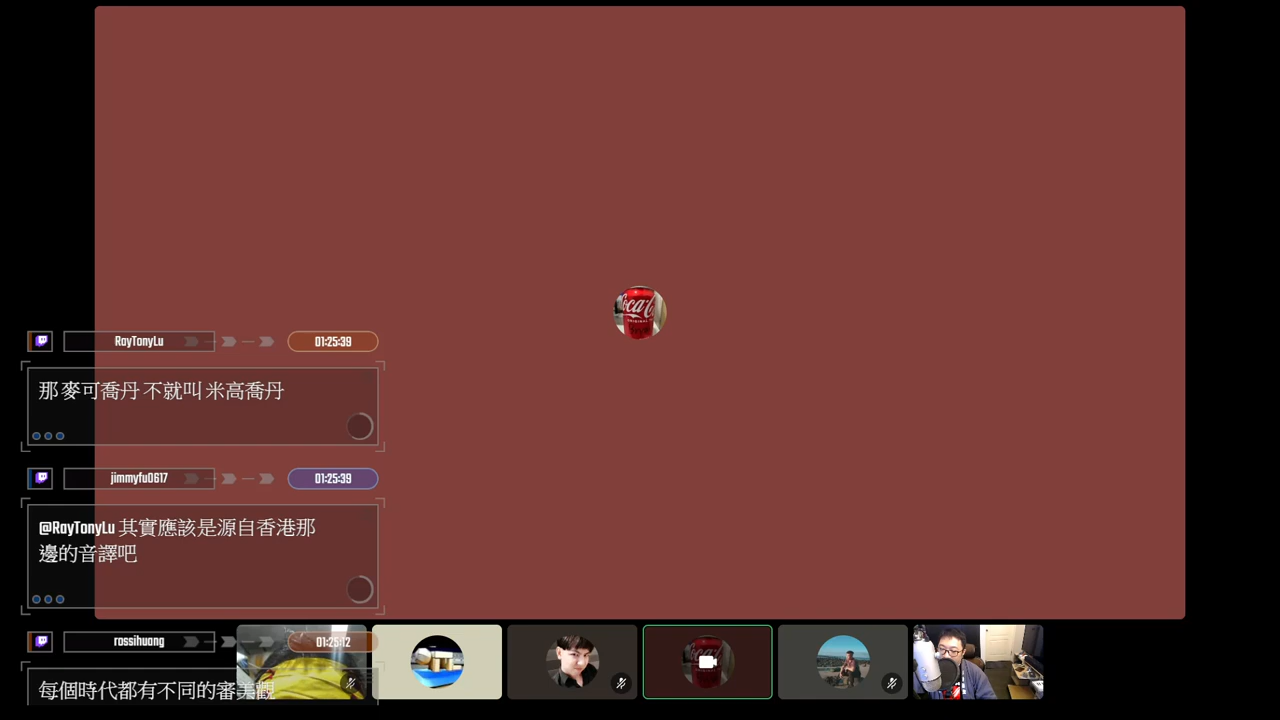 RayTonyLu
01:25:39
那麥可喬丹不就叫米高喬丹
jimmyfu0617
01:25:39
@RayTonyLu 其實應該是源自香港那
邊的音譯吧
rossihuang
01:25:12
每個時代都有不同的審美觀
Coca-C